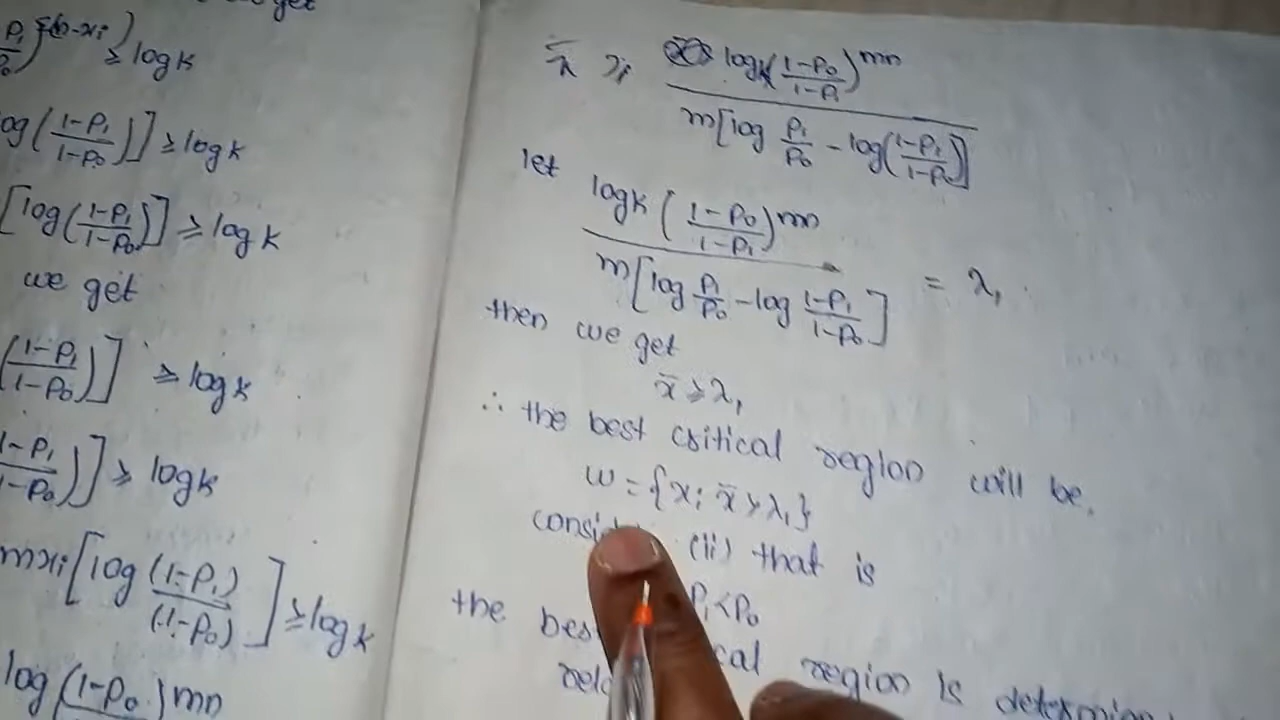 get
≥ log k
log(1-P₁/1-P₀)] ≥ log k
[log(1-P₁/1-P₀)] ≥ log k
we get
(1-P₁/1-P₀)] ≥ log k
1-P₁/1-P₀)] ≥ log k
mxi[log (1-P₁)/(1-P₀)] ≥ log k
log(1-P₀)mn
x̄ ≥ logk(1-P₀/1-P₁)^mn / m[log P₁/P₀ - log(1-P₁/1-P₀)]
let
logk (1-P₀/1-P₁)^mn / m[log P₁/P₀ - log 1-P₁/1-P₀] = λ₁
then we get
x̄ ≥ λ₁
∴ the best critical region will be.
w = {x; x̄ > λ₁}
(ii) that is
P₁<P₀
the region is